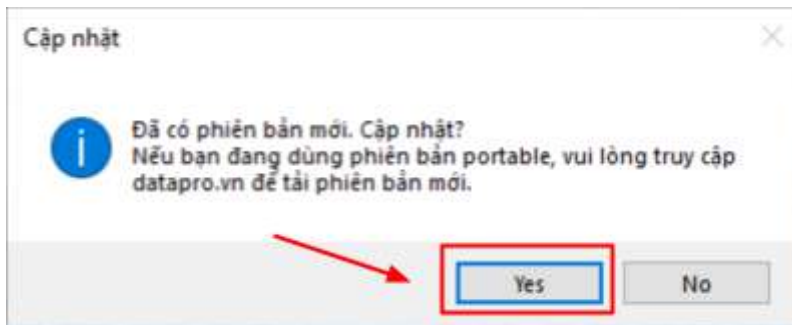 Cập nhật
Đã có phiên bản mới. Cập nhật?
Nếu bạn đang dùng phiên bản portable, vui lòng truy cập
datapro.vn để tải phiên bản mới.
Yes
No